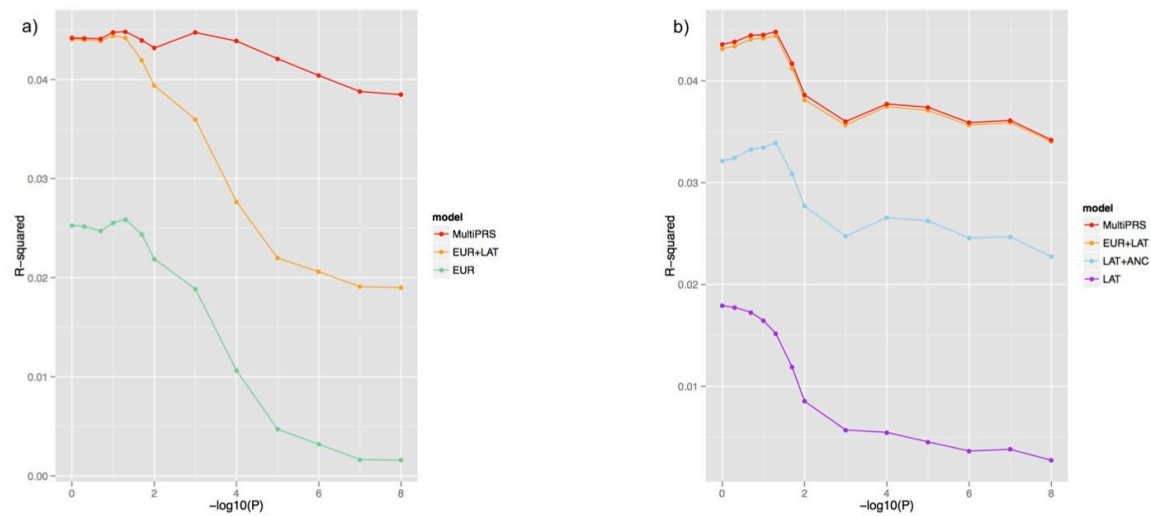 a)
R-squared
0.04
0.03
0.02
0.01
0.00
0 2 4 6 8
-log10(P)
model
MultiPRS
EUR+LAT
EUR
b)
R-squared
0.04
0.03
0.02
0.01
0 2 4 6 8
-log10(P)
model
MultiPRS
EUR+LAT
LAT+ANC
LAT